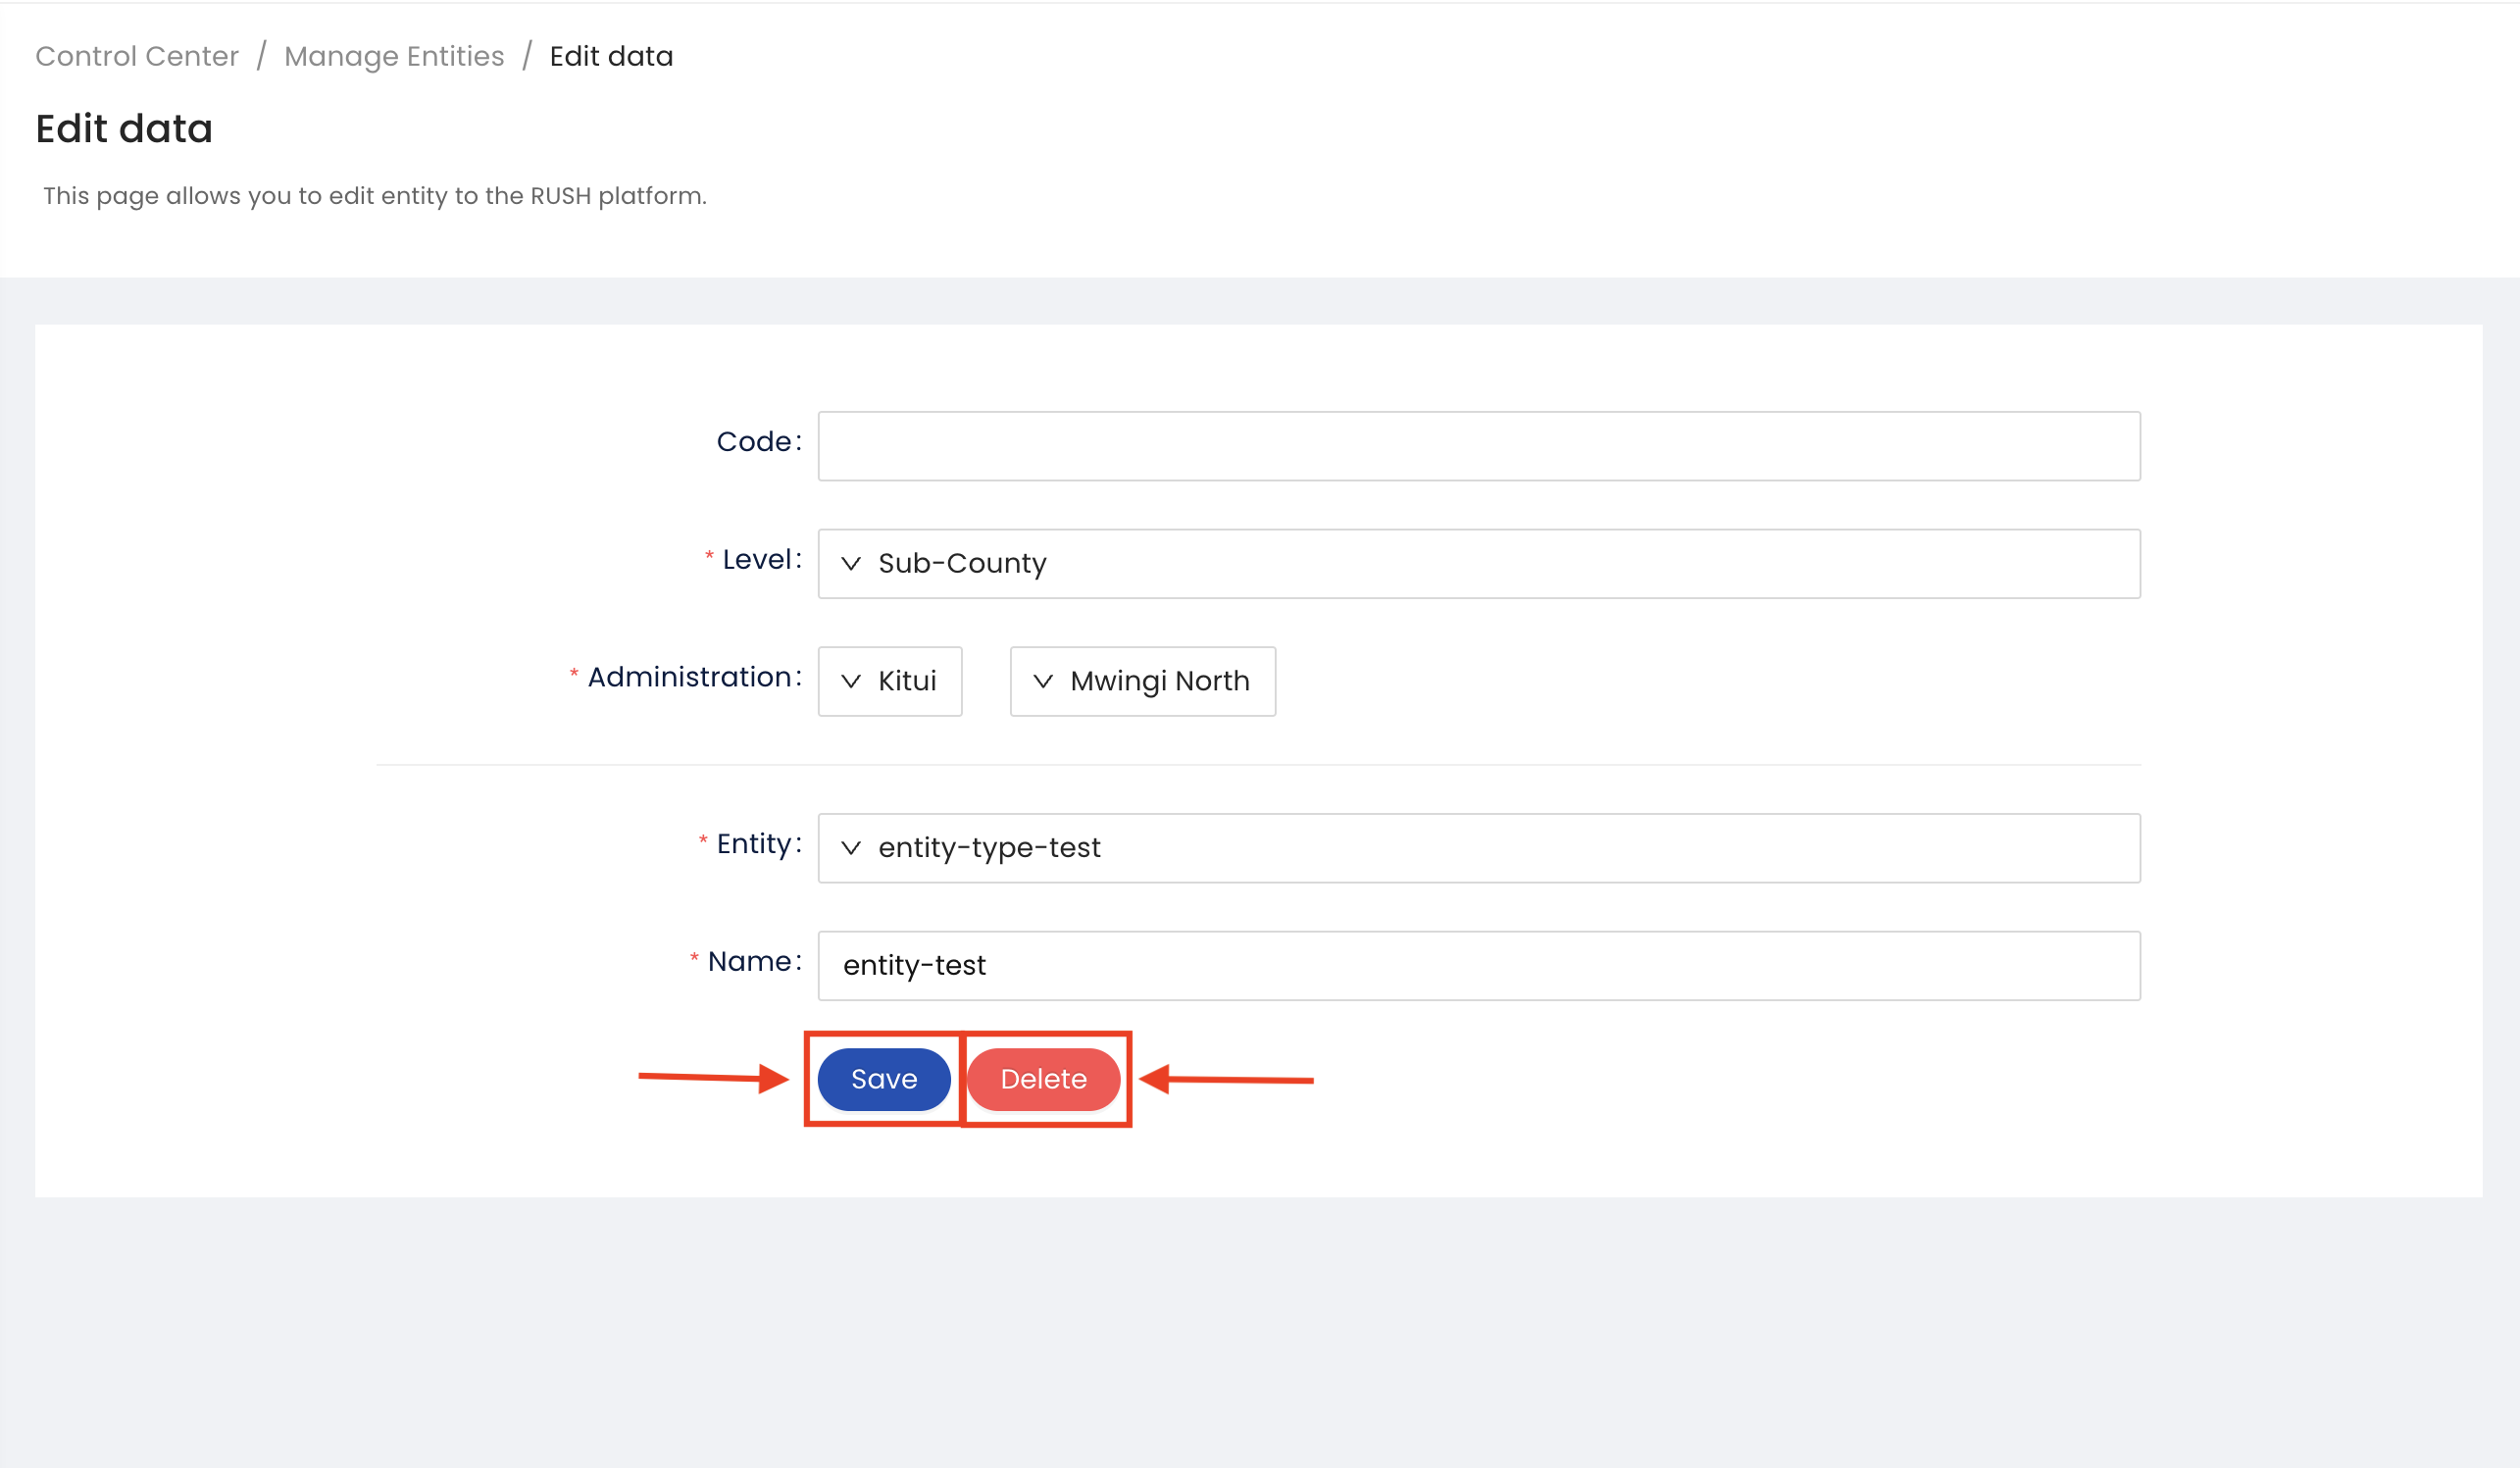 Control Center / Manage Entities / Edit data
Edit data
This page allows you to edit entity to the RUSH platform.
Code:
* Level: Sub-County
* Administration: Kitui Mwingi North
* Entity: entity-type-test
* Name: entity-test
Save Delete